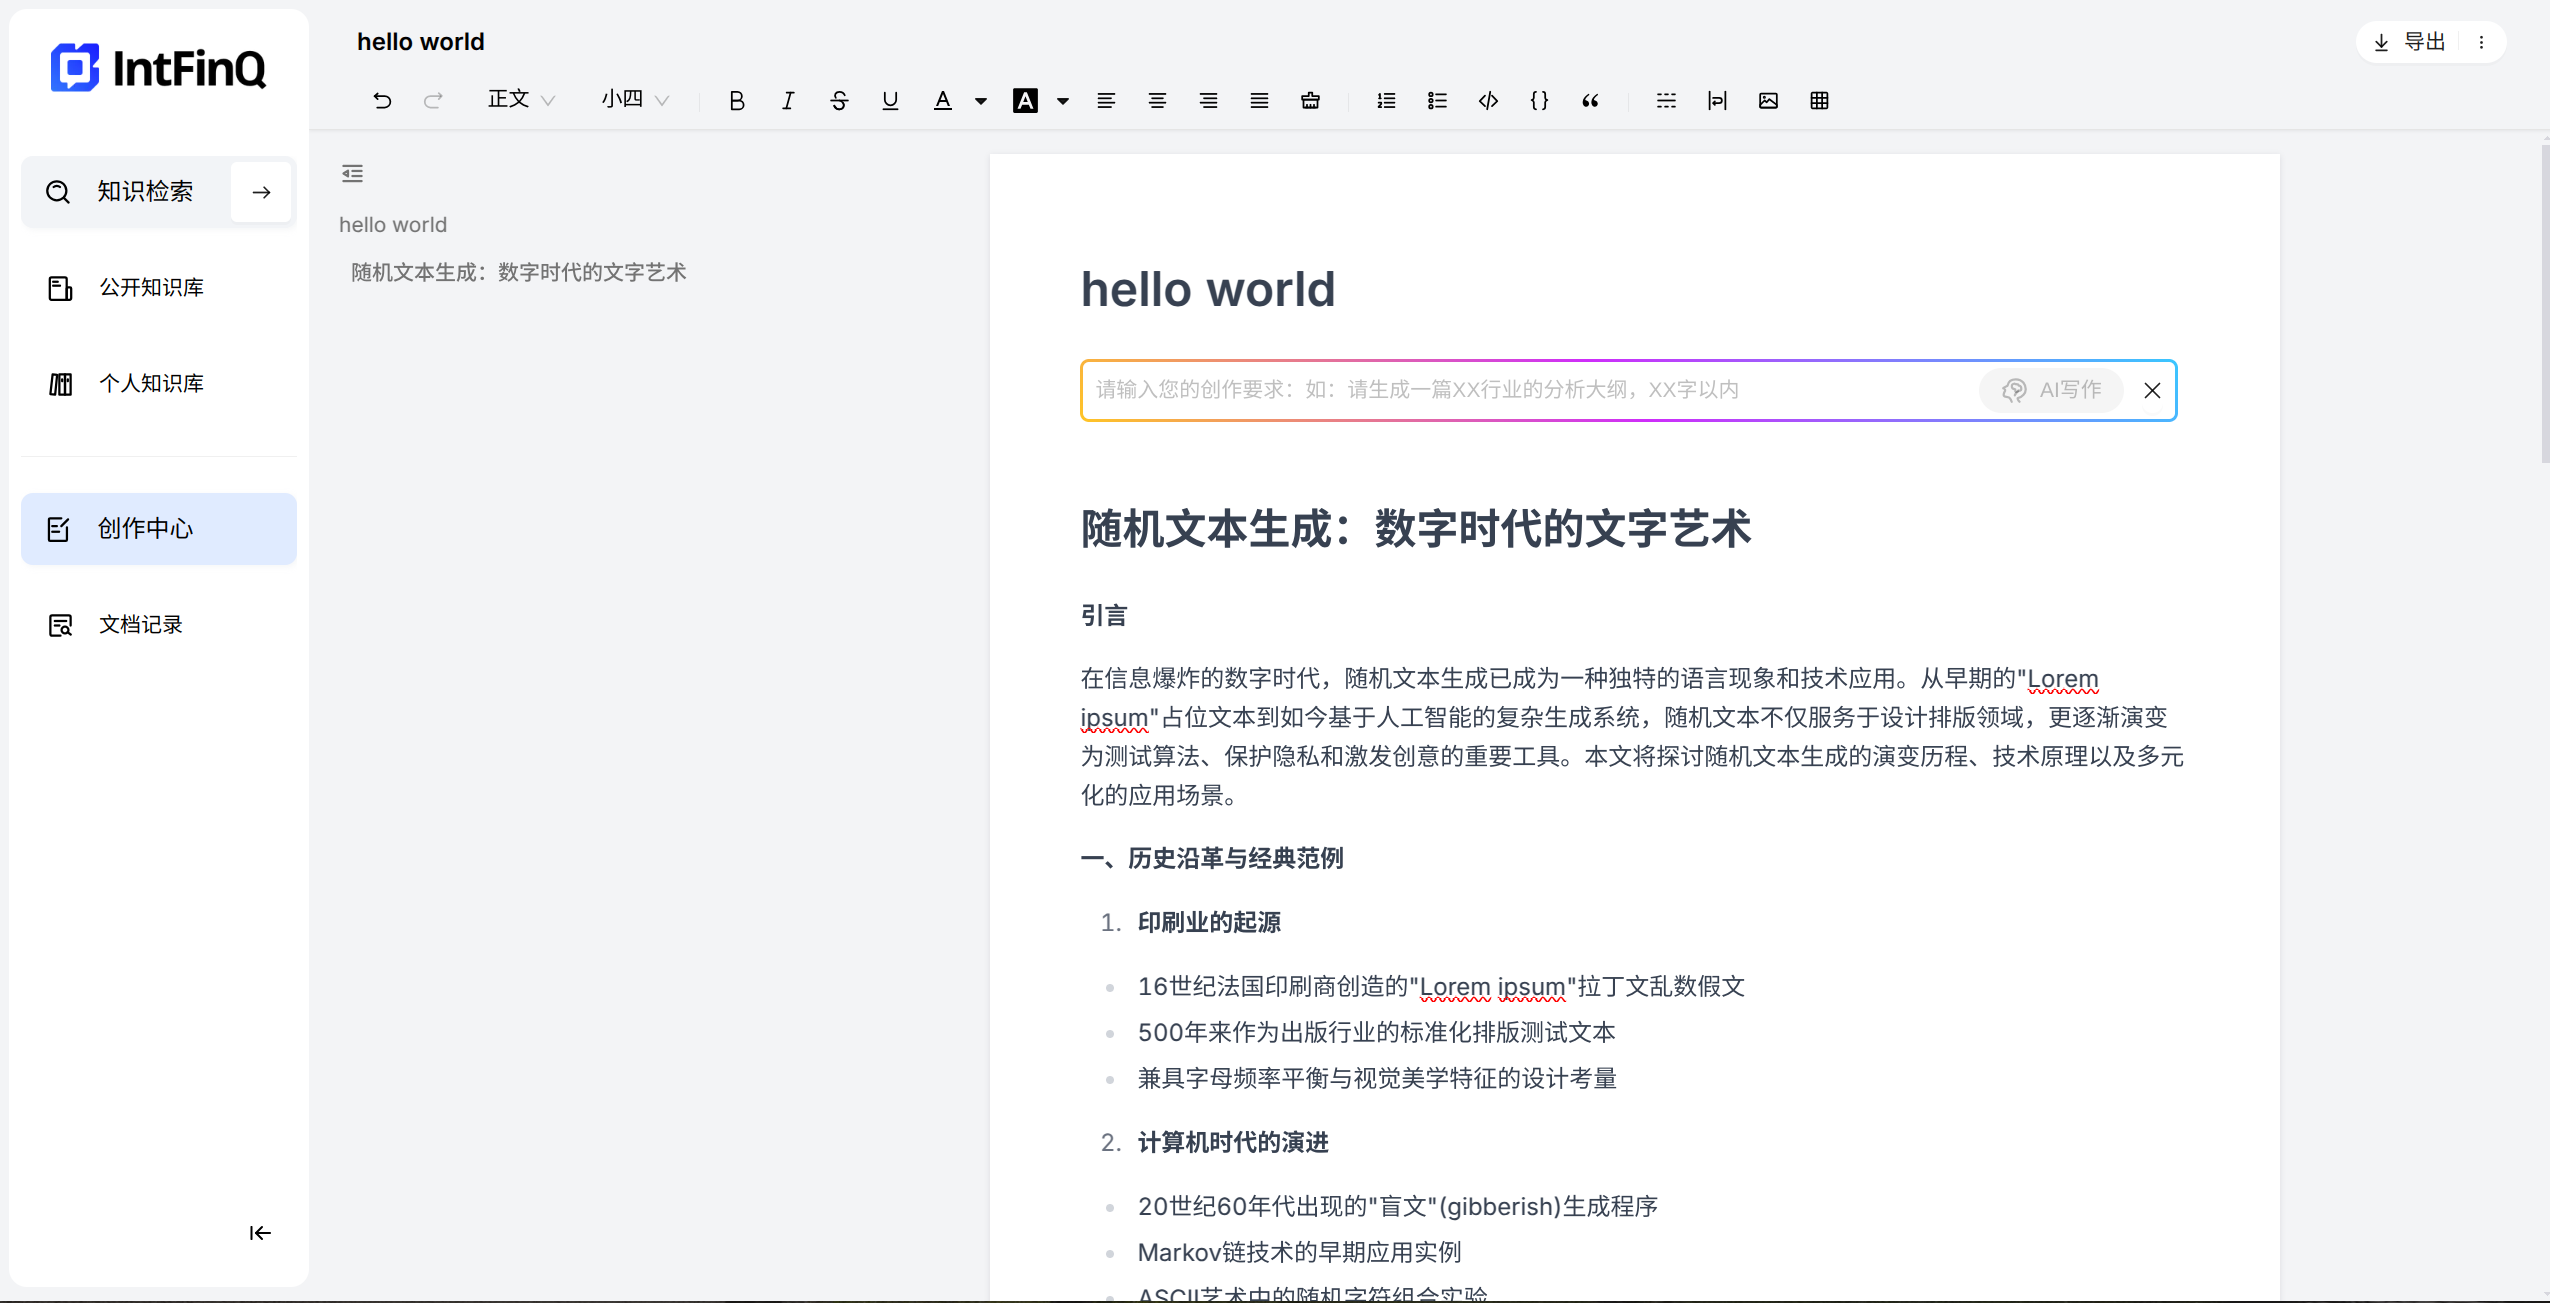 IntFinQ
知识检索
公开知识库
个人知识库
创作中心
文档记录
hello world
导出
正文
小四
hello world
随机文本生成：数字时代的文字艺术
hello world
请输入您的创作要求：如：请生成一篇XX行业的分析大纲，XX字以内
AI写作
随机文本生成：数字时代的文字艺术
引言
在信息爆炸的数字时代，随机文本生成已成为一种独特的语言现象和技术应用。从早期的"Lorem
ipsum"占位文本到如今基于人工智能的复杂生成系统，随机文本不仅服务于设计排版领域，更逐渐演变
为测试算法、保护隐私和激发创意的重要工具。本文将探讨随机文本生成的演变历程、技术原理以及多元
化的应用场景。
一、历史沿革与经典范例
1. 印刷业的起源
16世纪法国印刷商创造的"Lorem ipsum"拉丁文乱数假文
500年来作为出版行业的标准化排版测试文本
兼具字母频率平衡与视觉美学特征的设计考量
2. 计算机时代的演进
20世纪60年代出现的"盲文"(gibberish)生成程序
Markov链技术的早期应用实例
ASCII艺术中的随机字符组合实验